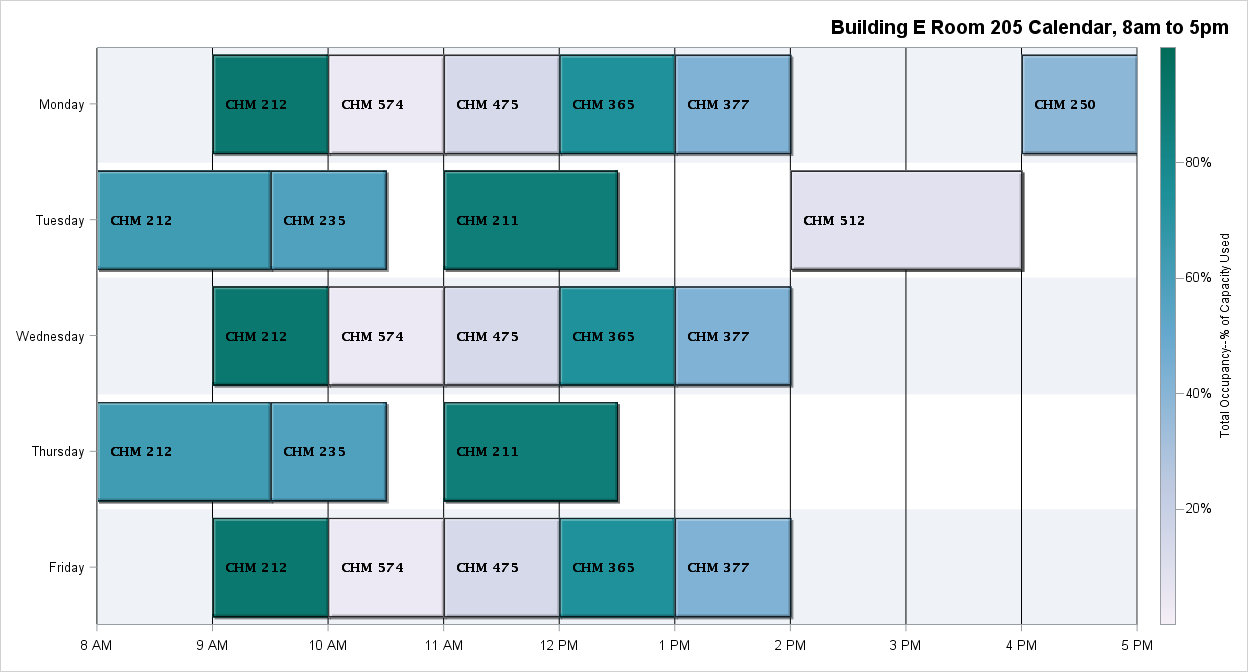 Building E Room 205 Calendar, 8am to 5pm
Monday
CHM 212
CHM 574
CHM 475
CHM 365
CHM 377
CHM 250
Tuesday
CHM 212
CHM 235
CHM 211
CHM 512
Wednesday
CHM 212
CHM 574
CHM 475
CHM 365
CHM 377
Thursday
CHM 212
CHM 235
CHM 211
Friday
CHM 212
CHM 574
CHM 475
CHM 365
CHM 377
8 AM
9 AM
10 AM
11 AM
12 PM
1 PM
2 PM
3 PM
4 PM
5 PM
80%
60%
40%
20%
Total Occupancy--% of Capacity Used